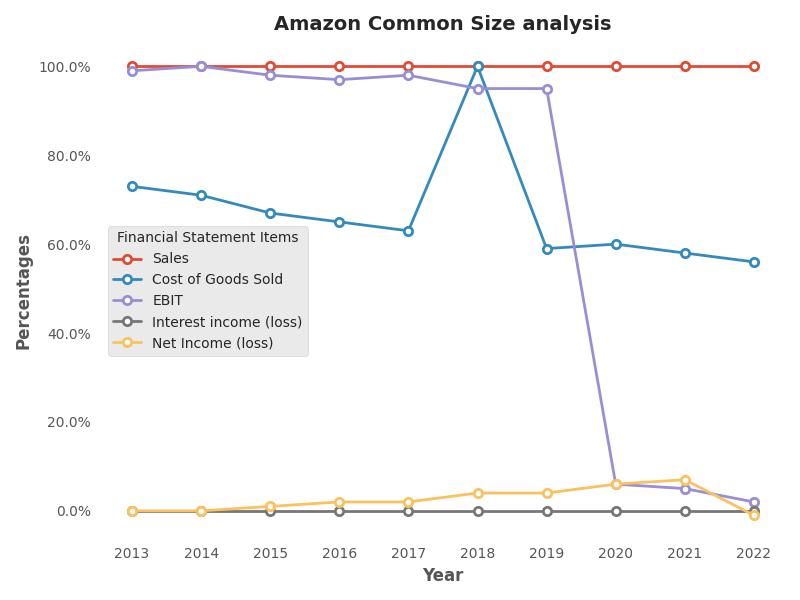 Amazon Common Size analysis
100.0%
80.0%
60.0%
40.0%
20.0%
0.0%
Percentages
Financial Statement Items
Sales
Cost of Goods Sold
EBIT
Interest income (loss)
Net Income (loss)
2013 2014 2015 2016 2017 2018 2019 2020 2021 2022
Year